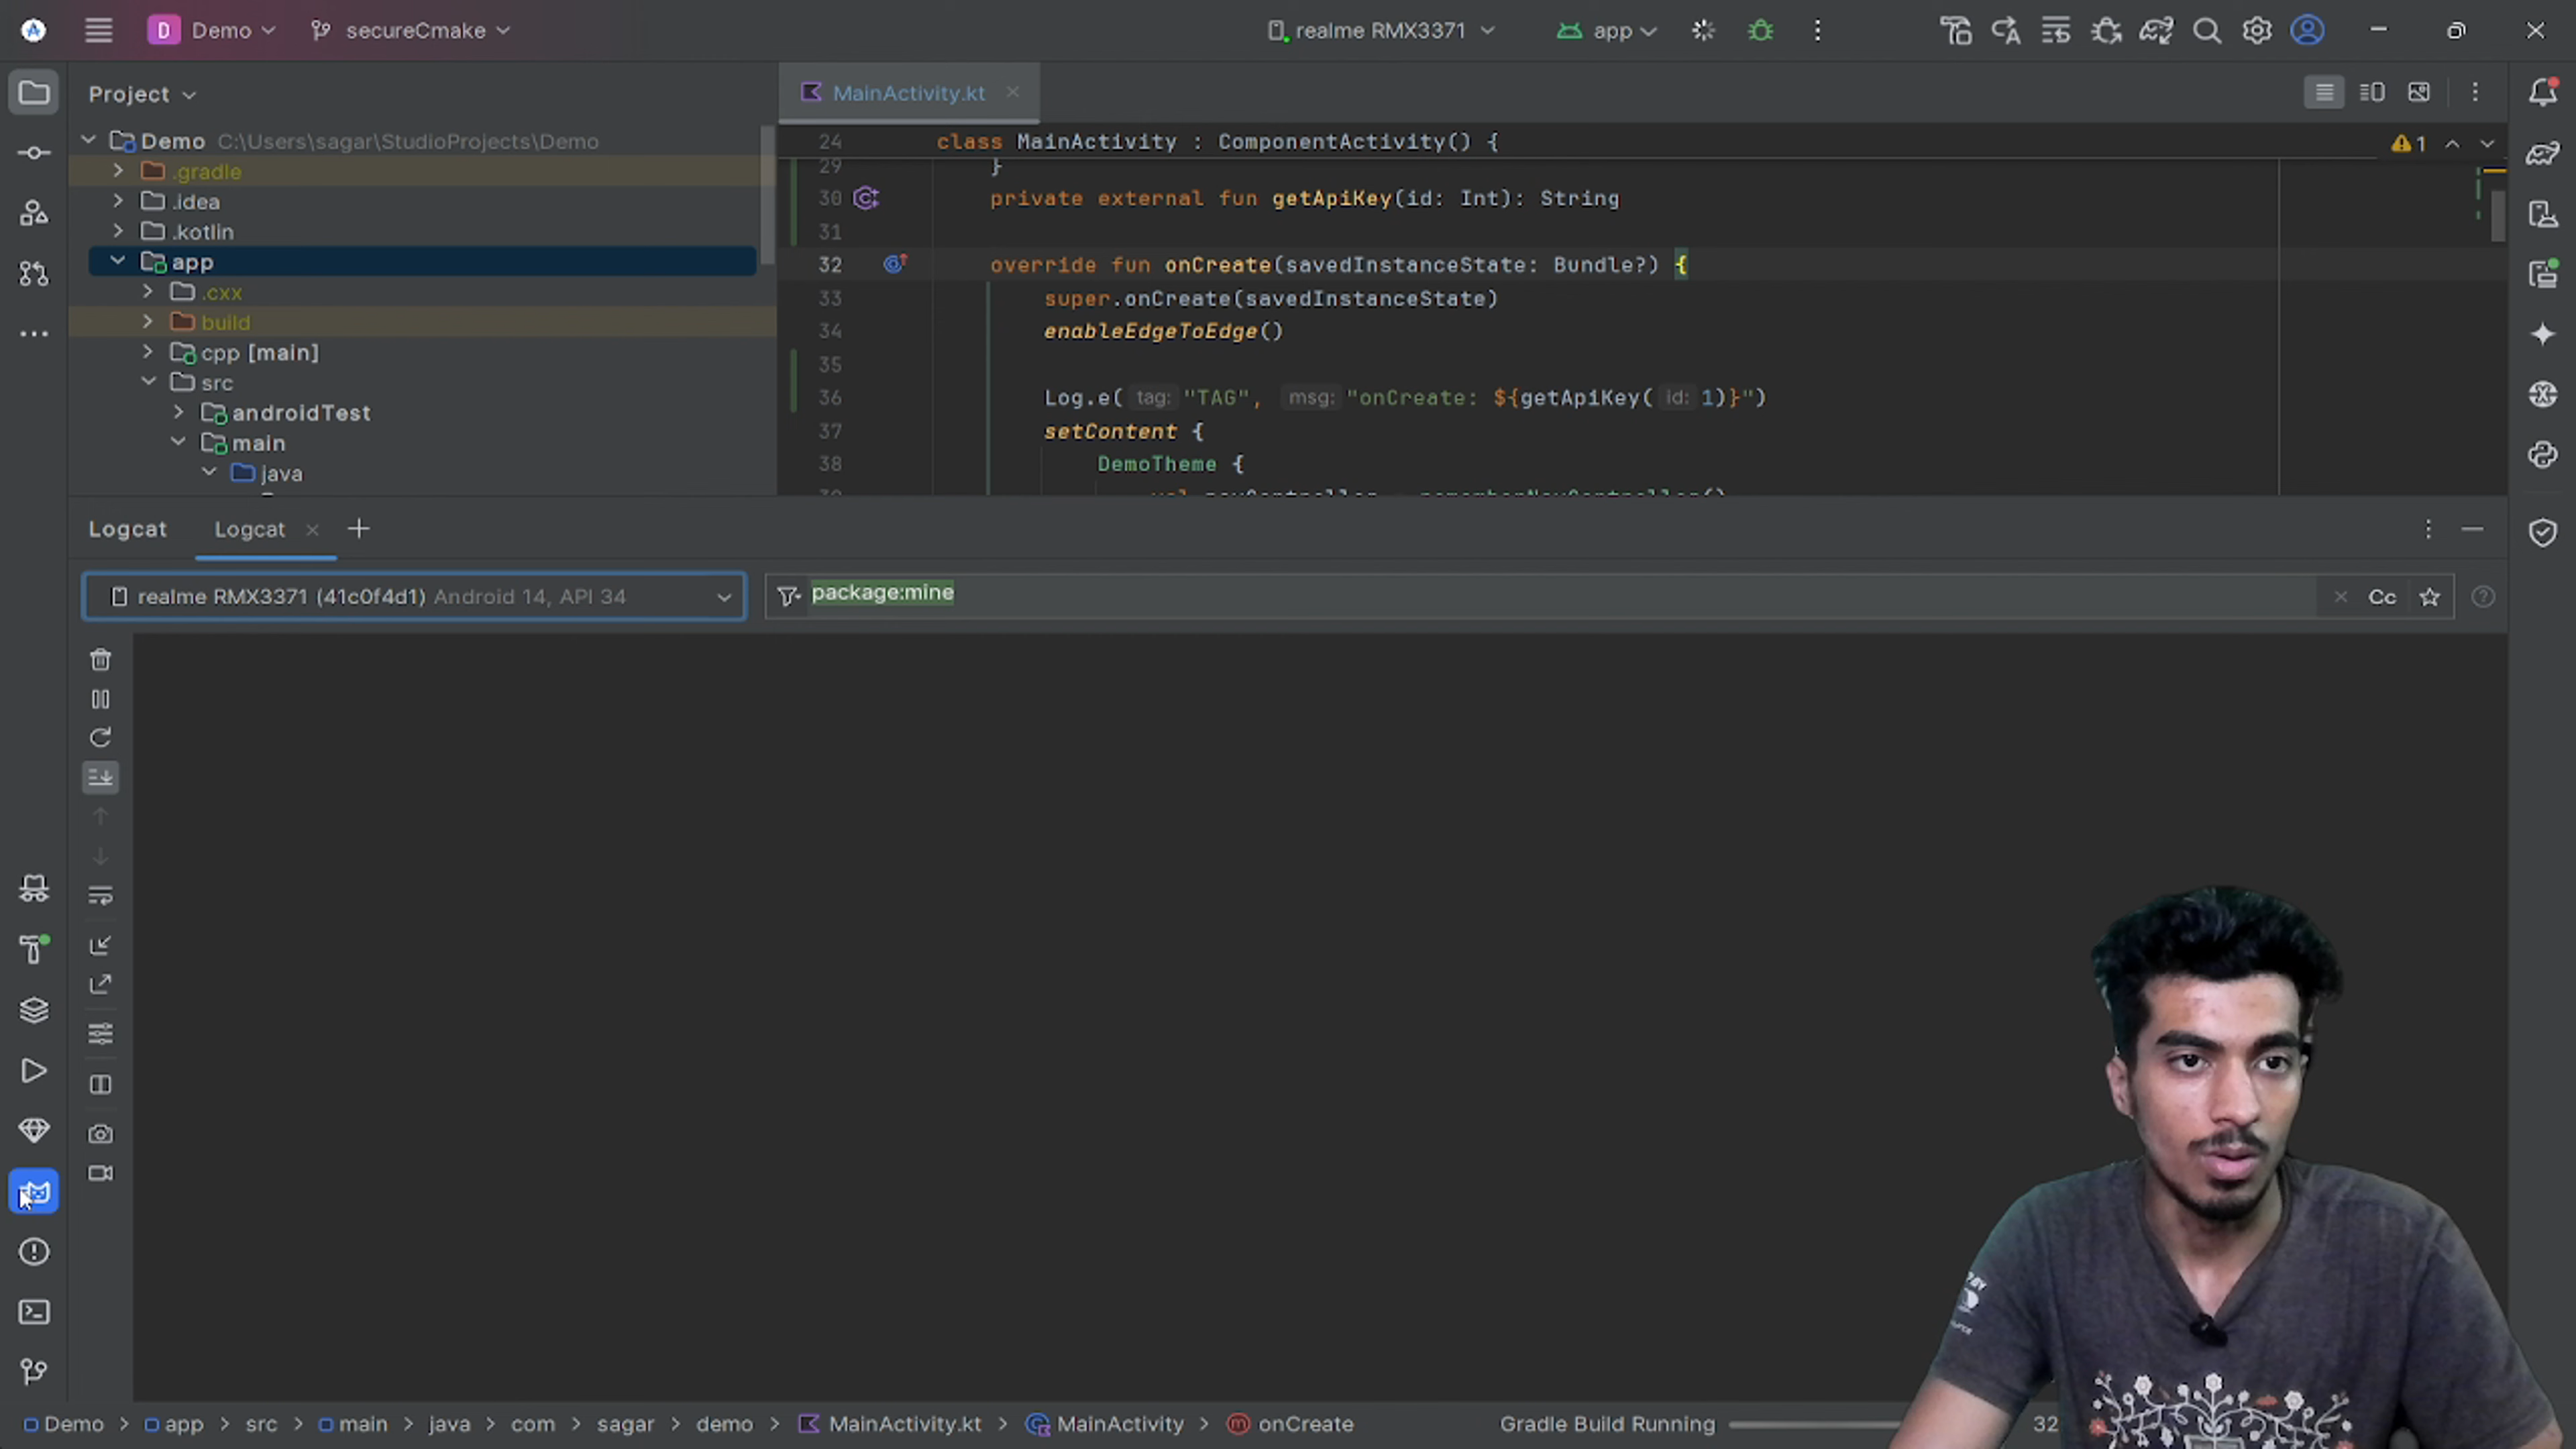 D Demo secureCmake realme RMX3371 app
Project
MainActivity.kt
Demo C:\Users\sagar\StudioProjects\Demo
.gradle
.idea
.kotlin
app
.cxx
build
cpp [main]
src
androidTest
main
java
24 class MainActivity : ComponentActivity() {
1
29 }
30 private external fun getApiKey(id: Int): String
31
32 override fun onCreate(savedInstanceState: Bundle?) {
33 super.onCreate(savedInstanceState)
34 enableEdgeToEdge()
35
36 Log.e( tag: "TAG", msg: "onCreate: ${getApiKey( id: 1)}")
37 setContent {
38 DemoTheme {
Logcat Logcat
realme RMX3371 (41c0f4d1) Android 14, API 34
package:mine
Cc
Demo > app > src > main > java > com > sagar > demo > MainActivity.kt > MainActivity > onCreate
Gradle Build Running
32